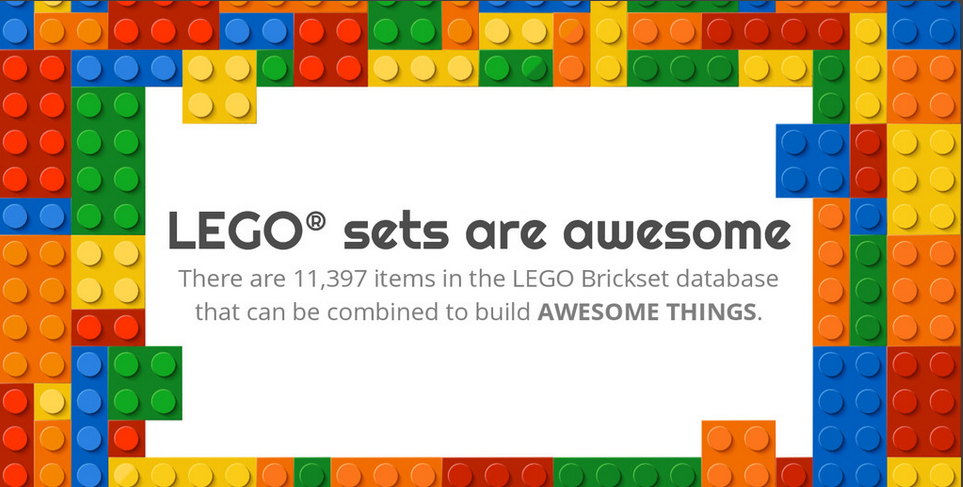 LEGO® sets are awesome
There are 11,397 items in the LEGO Brickset database
that can be combined to build AWESOME THINGS.